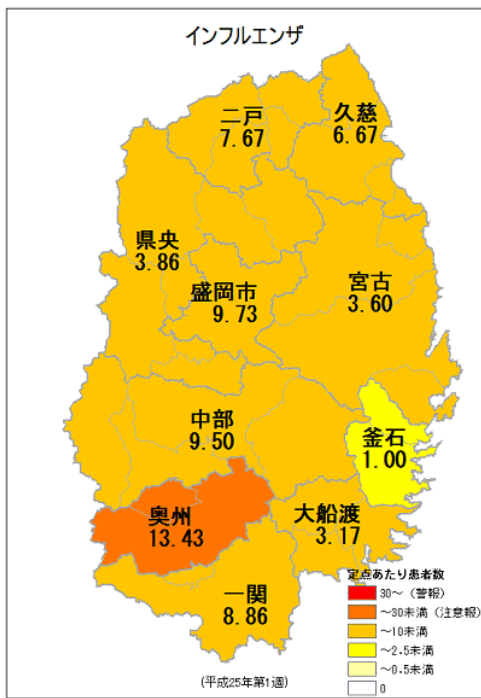 インフルエンザ
二戸
7.67
久慈
6.67
県央
3.86
盛岡市
9.73
宮古
3.60
中部
9.50
釜石
1.00
奥州
13.43
大船渡
3.17
一関
8.86
定点あたり患者数
30～（警報）
～30未満（注意報）
～10未満
～2.5未満
～0.5未満
0
(平成25年第1週)